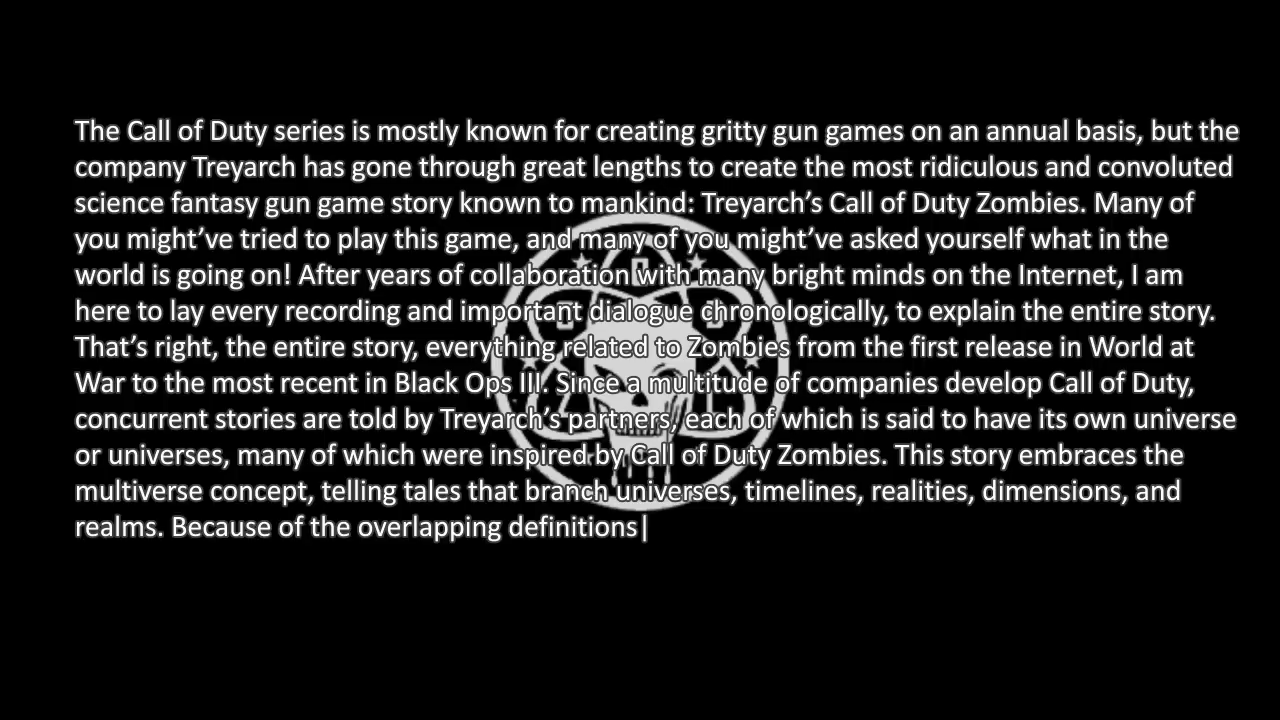 The Call of Duty series is mostly known for creating gritty gun games on an annual basis, but the
company Treyarch has gone through great lengths to create the most ridiculous and convoluted
science fantasy gun game story known to mankind: Treyarch’s Call of Duty Zombies. Many of
you might’ve tried to play this game, and many of you might’ve asked yourself what in the
world is going on! After years of collaboration with many bright minds on the Internet, I am
here to lay every recording and important dialogue chronologically, to explain the entire story.
That’s right, the entire story, everything related to Zombies from the first release in World at
War to the most recent in Black Ops III. Since a multitude of companies develop Call of Duty,
concurrent stories are told by Treyarch’s partners, each of which is said to have its own universe
or universes, many of which were inspired by Call of Duty Zombies. This story embraces the
multiverse concept, telling tales that branch universes, timelines, realities, dimensions, and
realms. Because of the overlapping definitions|